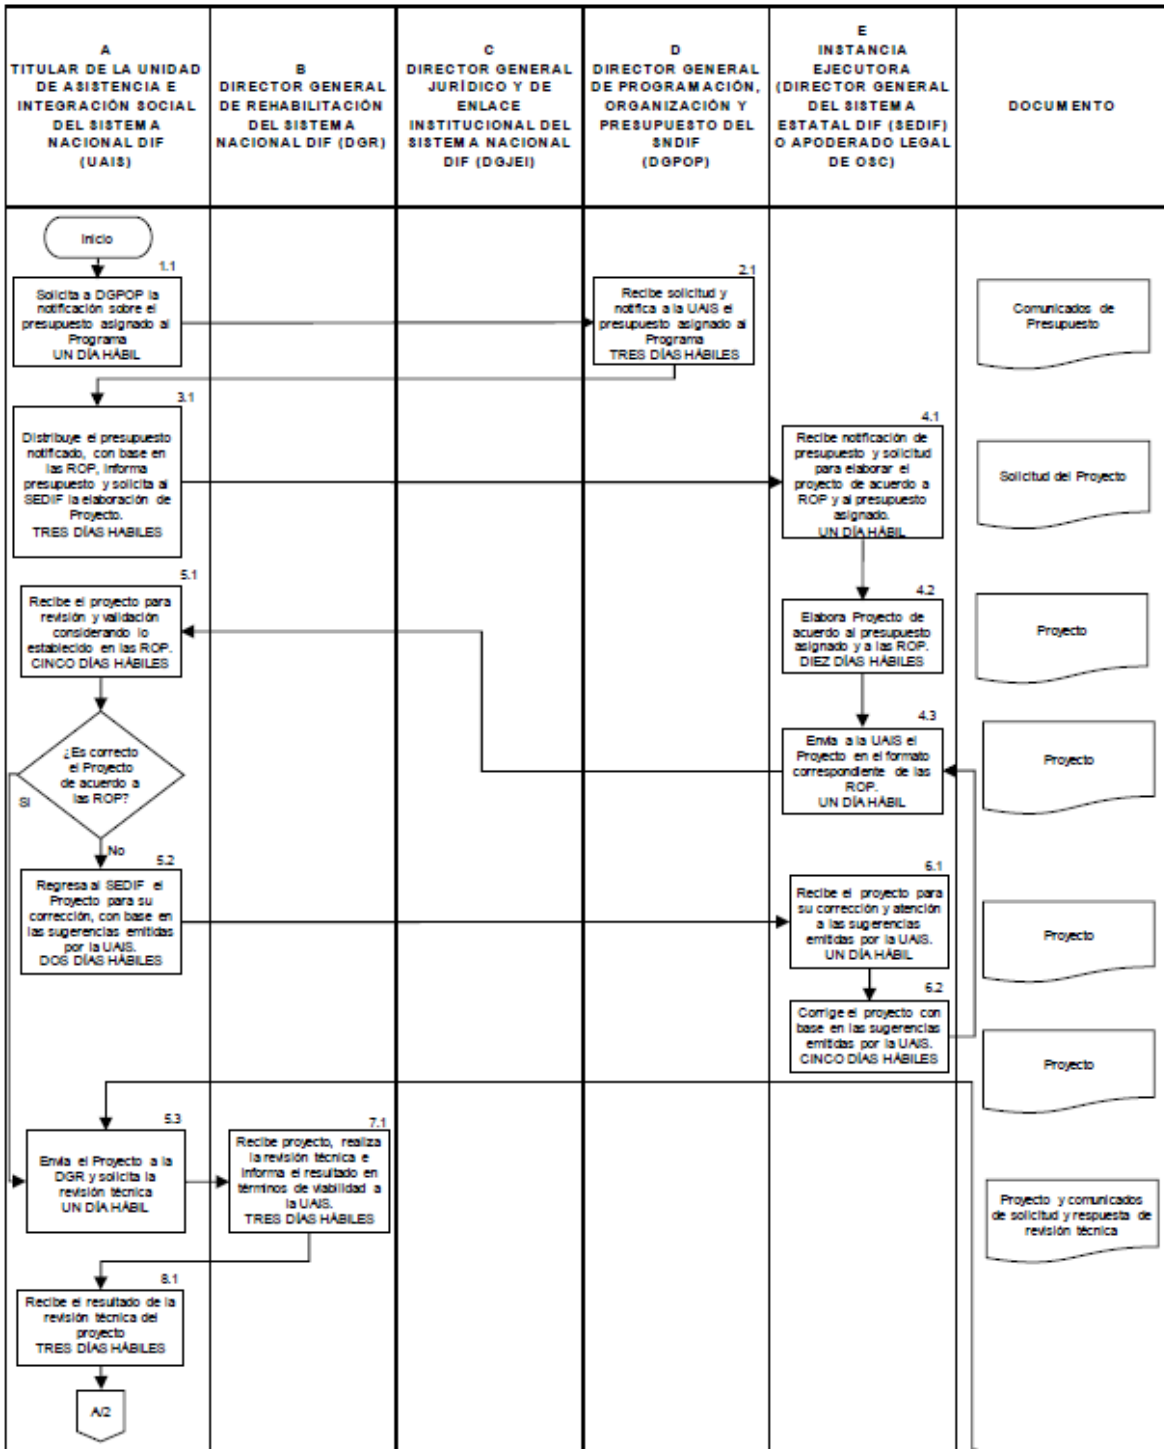 A
TITULAR DE LA UNIDAD
DE ASISTENCIA E
INTEGRACIÓN SOCIAL
DEL SISTEMA
NACIONAL DIF
(UAIS)
B
DIRECTOR GENERAL
DE REHABILITACIÓN
DEL SISTEMA
NACIONAL DIF (DGR)
C
DIRECTOR GENERAL
JURÍDICO Y DE
ENLACE
INSTITUCIONAL DEL
SISTEMA NACIONAL
DIF (DGJEI)
D
DIRECTOR GENERAL
DE PROGRAMACIÓN,
ORGANIZACIÓN Y
PRESUPUESTO DEL
SNDIF
(DGPOP)
E
INSTANCIA
EJECUTORA
(DIRECTOR GENERAL
DEL SISTEMA
ESTATAL DIF (SEDIF)
O APODERADO LEGAL
DE OSC)
DOCUMENTO
Inicio
1.1
Solicita a DGPOP la
notificación sobre el
presupuesto asignado al
Programa
UN DÍA HÁBIL
2.1
Recibe solicitud y
notifica a la UAIS el
presupuesto asignado al
Programa
TRES DÍAS HÁBILES
Comunicados de
Presupuesto
3.1
Distribuye el presupuesto
notificado, con base en
las ROP, informa
presupuesto y solicita al
SEDIF la elaboración de
Proyecto.
TRES DÍAS HABILES
4.1
Recibe notificación de
presupuesto y solicitud
para elaborar el
proyecto de acuerdo a
ROP y al presupuesto
asignado.
UN DÍA HÁBIL
Solicitud del Proyecto
5.1
Recibe el proyecto para
revisión y validación
considerando lo
establecido en las ROP.
CINCO DÍAS HÁBILES
4.2
Elabora Proyecto de
acuerdo al presupuesto
asignado y a las ROP.
DIEZ DÍAS HÁBILES
Proyecto
¿Es correcto
el Proyecto
de acuerdo a
las ROP?
SI
No
4.3
Envía a la UAIS el
Proyecto en el formato
correspondiente de las
ROP.
UN DÍA HÁBIL
Proyecto
5.2
Regresa al SEDIF el
Proyecto para su
corrección, con base en
las sugerencias emitidas
por la UAIS.
DOS DÍAS HÁBILES
6.1
Recibe el proyecto para
su corrección y atención
a las sugerencias
emitidas por la UAIS.
UN DÍA HÁBIL
Proyecto
6.2
Corrige el proyecto con
base en las sugerencias
emitidas por la UAIS.
CINCO DÍAS HÁBILES
Proyecto
5.3
Envía el Proyecto a la
DGR y solicita la
revisión técnica
UN DÍA HÁBIL
7.1
Recibe proyecto, realiza
la revisión técnica e
informa el resultado en
términos de viabilidad a
la UAIS.
TRES DÍAS HÁBILES
Proyecto y comunicados
de solicitud y respuesta de
revisión técnica
8.1
Recibe el resultado de la
revisión técnica del
proyecto
TRES DÍAS HÁBILES
A/2